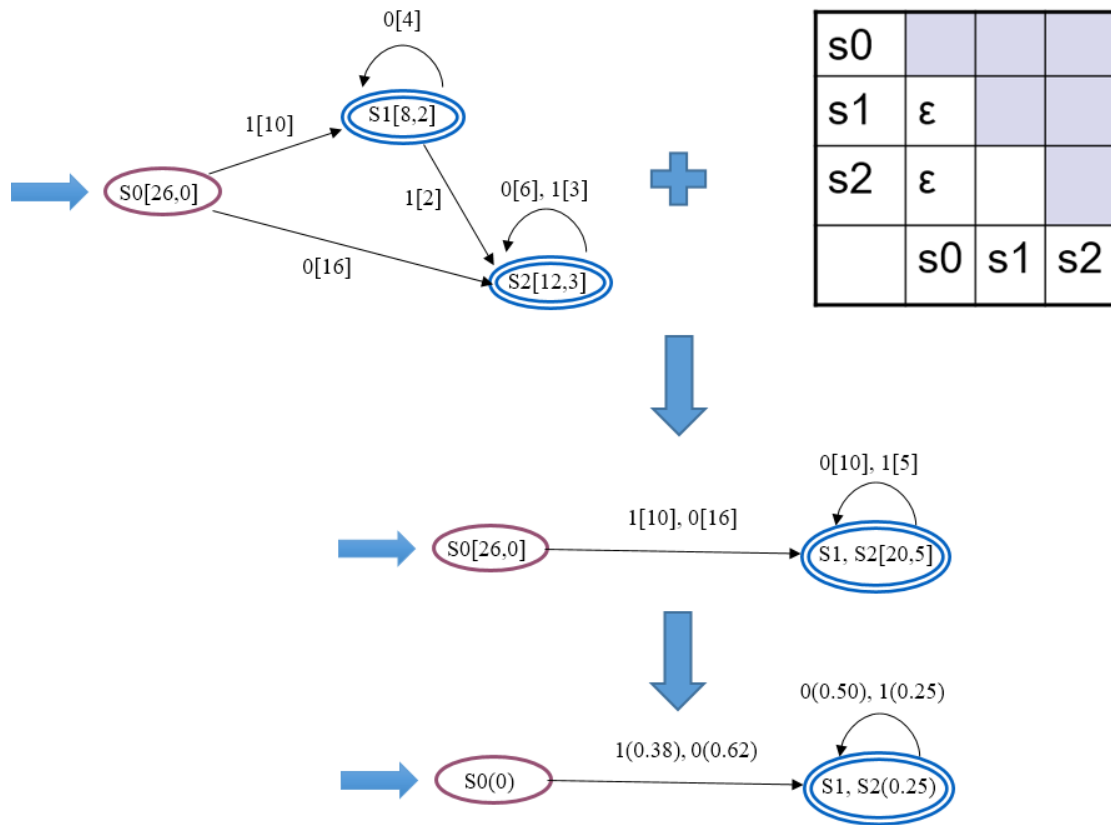 0[4]
S1[8,2]
1[10]
S0[26,0]
1[2]
0[6], 1[3]
0[16]
S2[12,3]
s0
s1 ε
s2 ε
s0 s1 s2
0[10], 1[5]
1[10], 0[16]
S0[26,0]
S1, S2[20,5]
0(0.50), 1(0.25)
1(0.38), 0(0.62)
S0(0)
S1, S2(0.25)